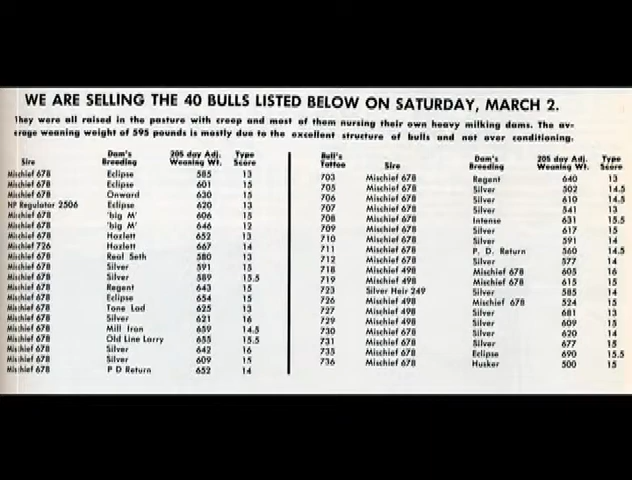 WE ARE SELLING THE 40 BULLS LISTED BELOW ON SATURDAY, MARCH 2.
They were all raised in the pasture with creep and most of them nursing their own heavy milking dams. The av-
erage weaning weight of 595 pounds is mostly due to the excellent structure of bulls and not over conditioning.
Dam's 205 day Adj. Type
Sire Breeding Weaning Wt. Score
Mischief 678 Eclipse 585 13
Mischief 678 Eclipse 601 15
Mischief 678 Onward 630 15
NP Regulator 2506 Eclipse 620 13
Mischief 678 'big M' 606 15
Mischief 678 'big M' 646 12
Mischief 678 Hazlett 652 13
Mischief 726 Hazlett 667 14
Mischief 678 Real Seth 580 13
Mischief 678 Silver 591 15
Mischief 678 Silver 589 15.5
Mischief 678 Regent 643 15
Mischief 678 Eclipse 654 15
Mischief 678 Tone Lad 625 13
Mischief 678 Silver 621 16
Mischief 678 Mill Iron 659 14.5
Mischief 678 Old Line Larry 655 15.5
Mischief 678 Silver 642 16
Mischief 678 Silver 609 15
Mischief 678 P D Return 652 14
Bull's Dam's 205 day Adj. Type
Tattoo Sire Breeding Weaning Wt. Score
703 Mischief 678 Regent 640 13
705 Mischief 678 Silver 502 14.5
706 Mischief 678 Silver 610 14.5
707 Mischief 678 Silver 541 13
708 Mischief 678 Intense 631 15.5
709 Mischief 678 Silver 617 15
710 Mischief 678 Silver 591 14
711 Mischief 678 P. D. Return 560 14.5
712 Mischief 678 Silver 577 14
718 Mischief 498 Mischief 678 605 16
719 Mischief 498 Mischief 678 615 15
723 Silver Hair 249 Silver 585 14
726 Mischief 498 Mischief 678 524 15
727 Mischief 498 Silver 681 13
729 Mischief 498 Silver 609 15
730 Mischief 678 Silver 620 14
731 Mischief 678 Silver 677 15
735 Mischief 678 Eclipse 690 15.5
736 Mischief 678 Husker 500 15